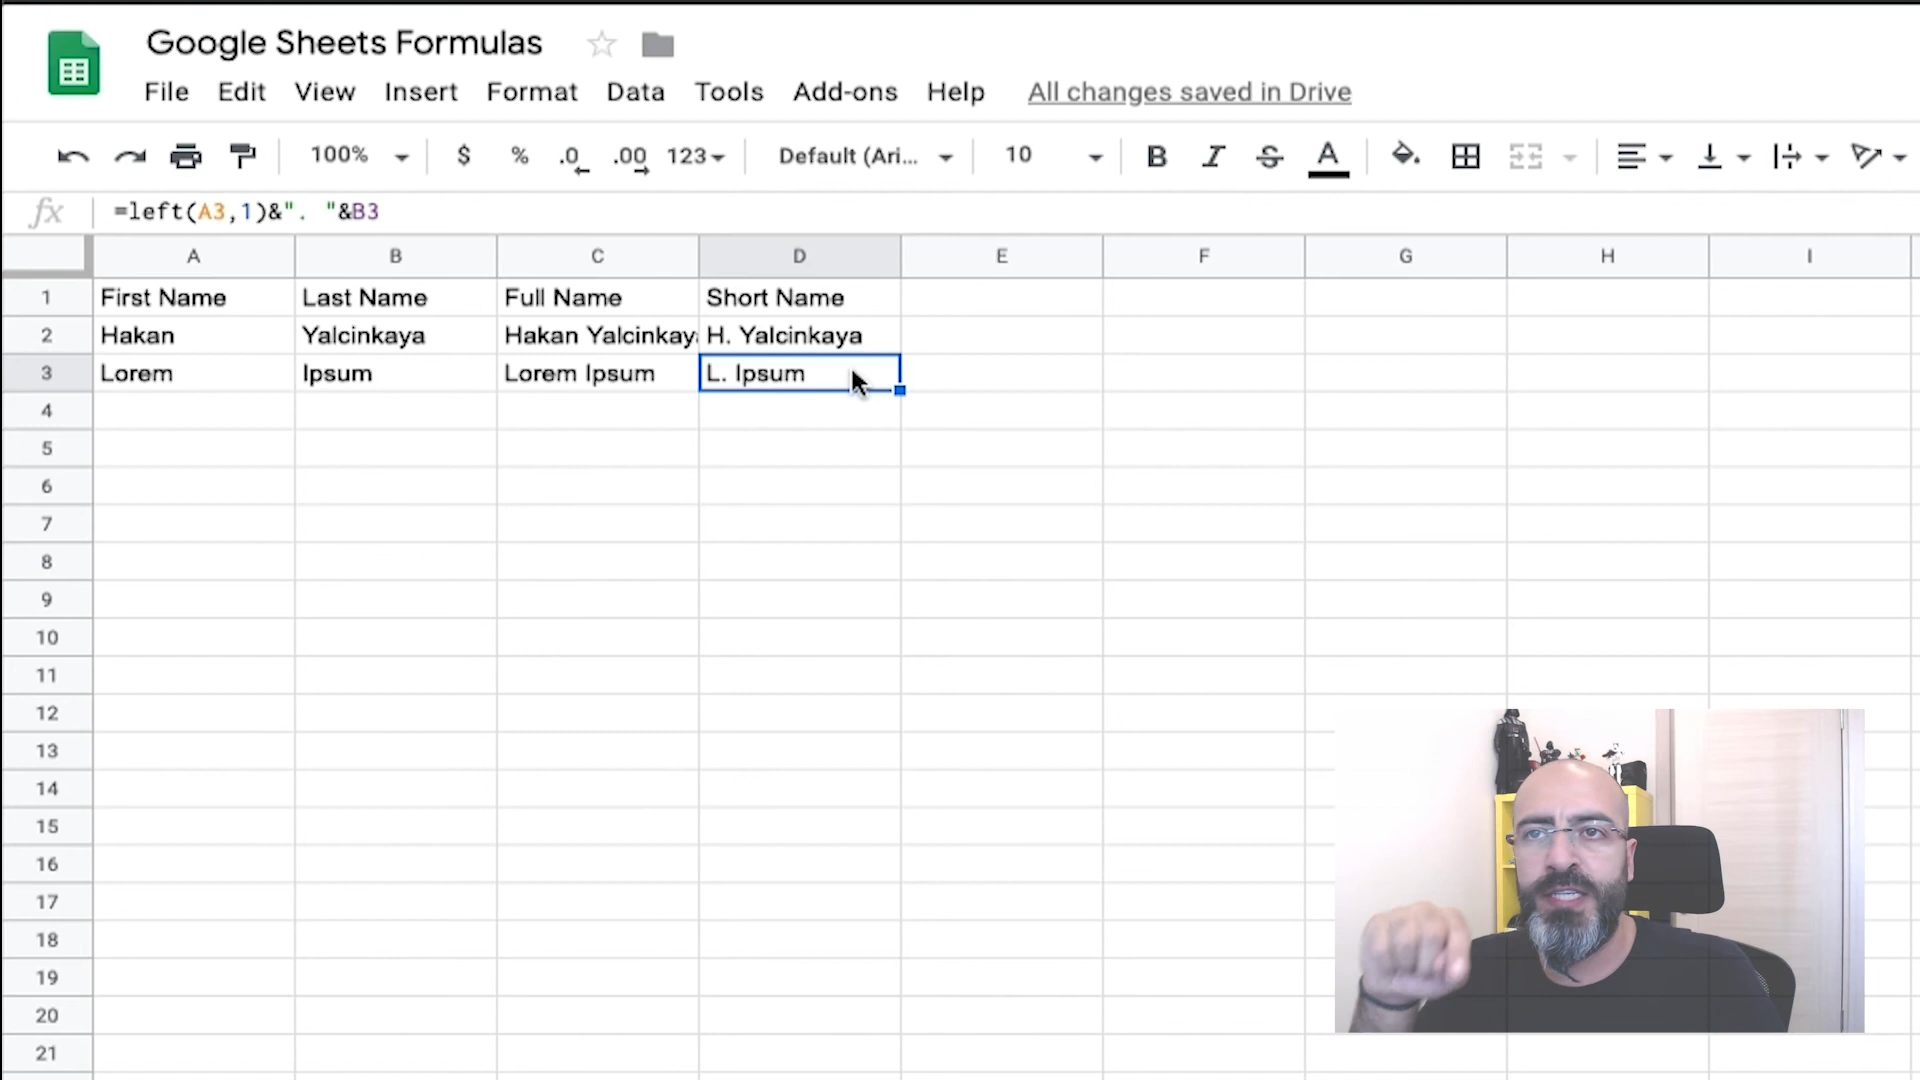 Google Sheets Formulas
File Edit View Insert Format Data Tools Add-ons Help All changes saved in Drive
100% $ % .0 .00 123 Default (Ari... 10 B I S A
fx =left(A3,1)&". "&B3
A B C D E F G H I
1 First Name Last Name Full Name Short Name
2 Hakan Yalcinkaya Hakan Yalcinkay H. Yalcinkaya
3 Lorem Ipsum Lorem Ipsum L. Ipsum
4
5
6
7
8
9
10
11
12
13
14
15
16
17
18
19
20
21